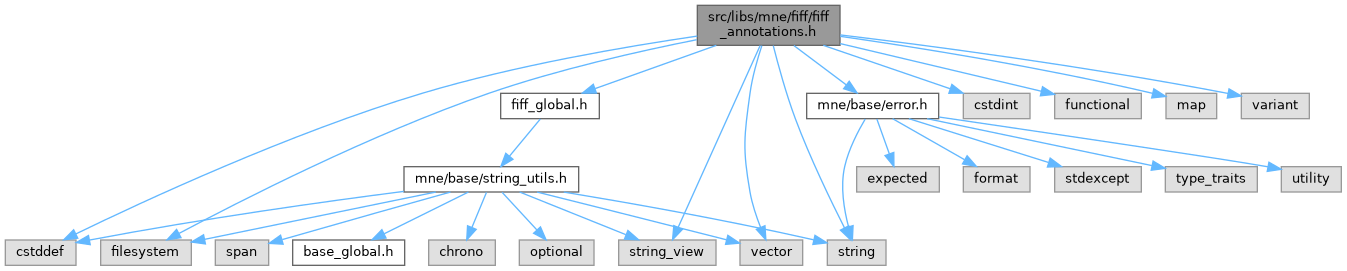 src/libs/mne/fiff/fiff
_annotations.h
fiff_global.h
mne/base/error.h
cstdint
functional
map
variant
mne/base/string_utils.h
expected
format
stdexcept
type_traits
utility
cstddef
filesystem
span
base_global.h
chrono
optional
string_view
vector
string